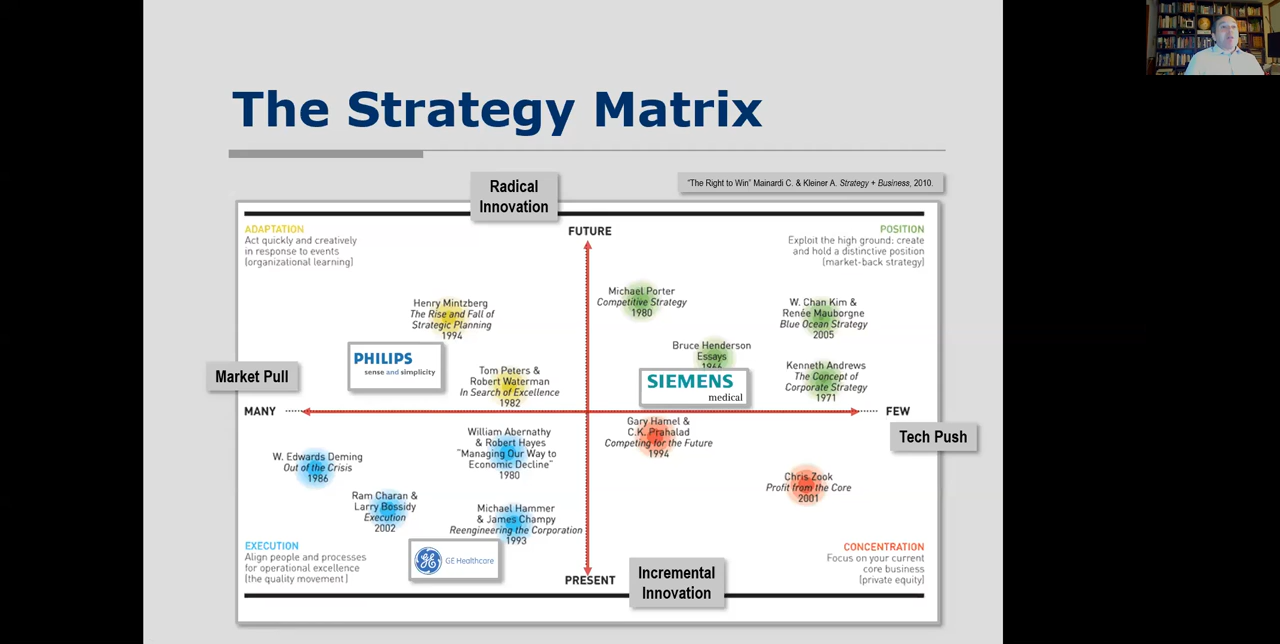 The Strategy Matrix
"The Right to Win" Mainardi C. & Kleiner A. Strategy + Business, 2010.
Radical
Innovation
FUTURE
ADAPTATION
Act quickly and creatively
in response to events
[organizational learning]
POSITION
Exploit the high ground: create
and hold a distinctive position
[market-back strategy]
Henry Mintzberg
The Rise and Fall of
Strategic Planning
1994
Michael Porter
Competitive Strategy
1980
W. Chan Kim &
Renée Mauborgne
Blue Ocean Strategy
2005
PHILIPS
sense and simplicity
Tom Peters &
Robert Waterman
In Search of Excellence
1982
Bruce Henderson
Essays
1966
SIEMENS
medical
Kenneth Andrews
The Concept of
Corporate Strategy
1971
Market Pull
MANY
FEW
Tech Push
W. Edwards Deming
Out of the Crisis
1986
William Abernathy
& Robert Hayes
"Managing Our Way to
Economic Decline"
1980
Gary Hamel &
C.K. Prahalad
Competing for the Future
1994
Chris Zook
Profit from the Core
2001
Ram Charan &
Larry Bossidy
Execution
2002
Michael Hammer
& James Champy
Reengineering the Corporation
1993
EXECUTION
Align people and processes
for operational excellence
[the quality movement]
GE Healthcare
PRESENT
Incremental
Innovation
CONCENTRATION
Focus on your current
core business
[private equity]